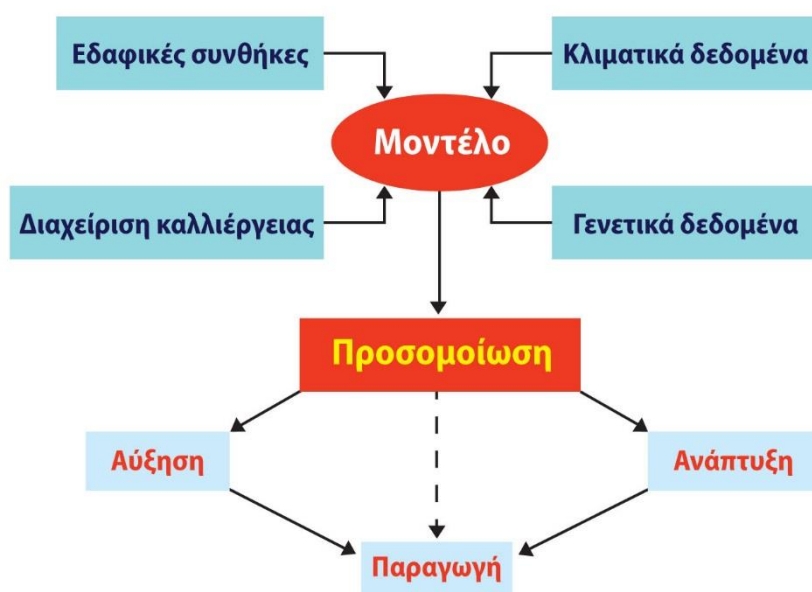 Εδαφικές συνθήκες
Κλιματικά δεδομένα
Μοντέλο
Διαχείριση καλλιέργειας
Γενετικά δεδομένα
Προσομοίωση
Αύξηση
Ανάπτυξη
Παραγωγή